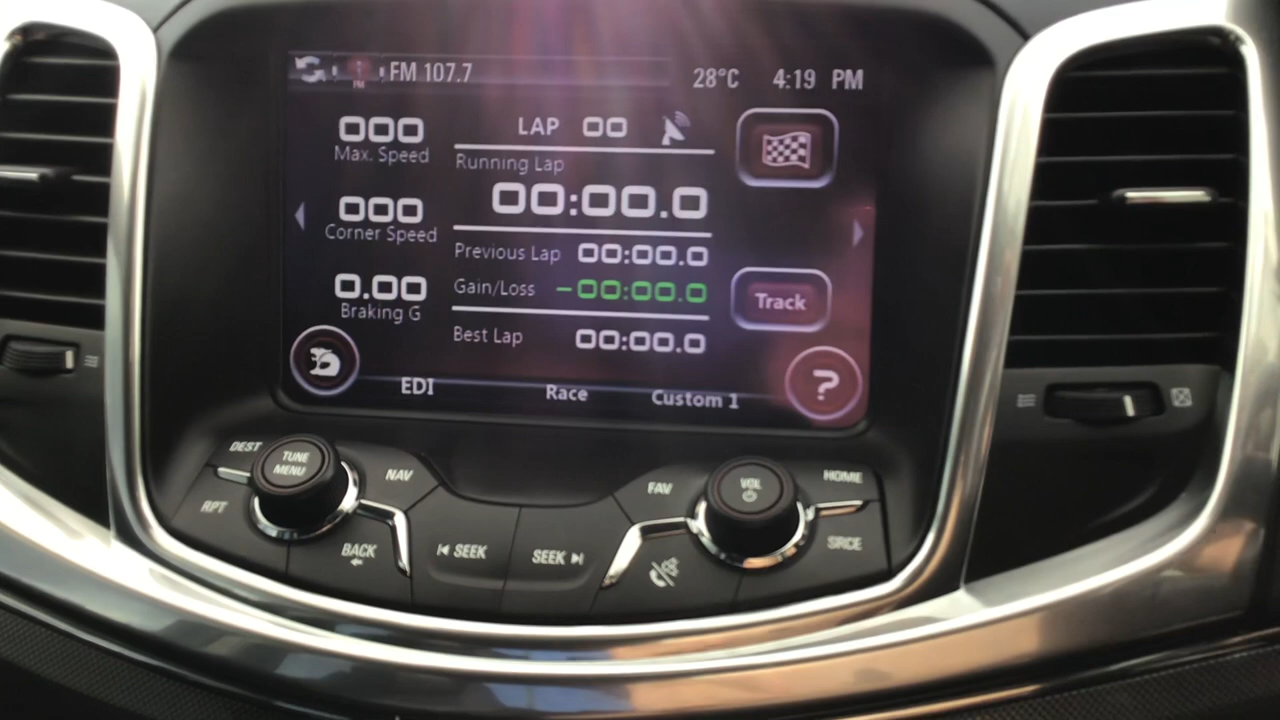 FM 107.7 28°C 4:19 PM
000
Max. Speed
LAP 00
Running Lap
00:00.0
000
Corner Speed
Previous Lap 00:00.0
Gain/Loss -00:00.0
0.00
Braking G
Track
Best Lap 00:00.0
?
EDI Race Custom 1
DEST
TUNE
MENU
NAV
RPT
BACK
SEEK
SEEK
FAV
VOL
HOME
SRCE